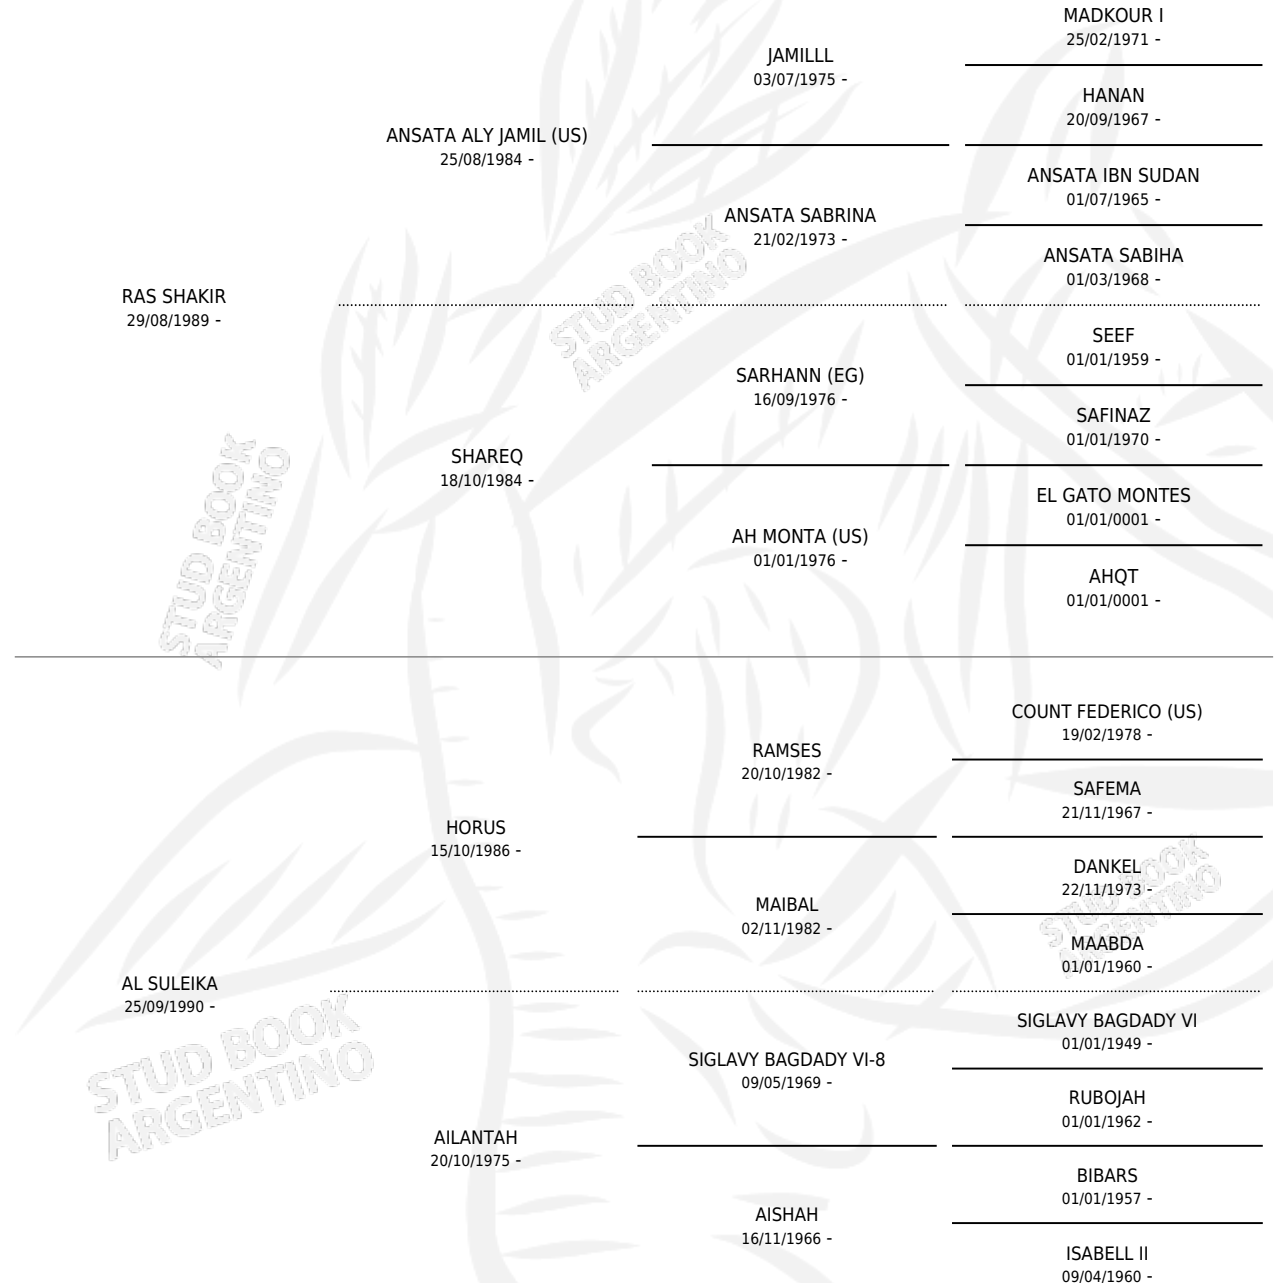 MADKOUR I
25/02/1971 -
JAMILLL
03/07/1975 -
HANAN
20/09/1967 -
ANSATA ALY JAMIL (US)
25/08/1984 -
ANSATA IBN SUDAN
01/07/1965 -
ANSATA SABRINA
21/02/1973 -
ANSATA SABIHA
01/03/1968 -
RAS SHAKIR
29/08/1989 -
STUD BOOK
ARGENTINO
SEEF
01/01/1959 -
SARHANN (EG)
16/09/1976 -
SAFINAZ
01/01/1970 -
SHAREQ
18/10/1984 -
EL GATO MONTES
01/01/0001 -
AH MONTA (US)
01/01/1976 -
AHQT
01/01/0001 -
STUD BOOK
ARGENTINO
COUNT FEDERICO (US)
19/02/1978 -
RAMSES
20/10/1982 -
SAFEMA
21/11/1967 -
HORUS
15/10/1986 -
DANKEL
22/11/1973 -
MAIBAL
02/11/1982 -
MAABDA
01/01/1960 -
STUD BOOK
ARGENTINO
AL SULEIKA
25/09/1990 -
SIGLAVY BAGDADY VI
01/01/1949 -
SIGLAVY BAGDADY VI-8
09/05/1969 -
RUBOJAH
01/01/1962 -
STUD BOOK
ARGENTINO
AILANTAH
20/10/1975 -
BIBARS
01/01/1957 -
AISHAH
16/11/1966 -
ISABELL II
09/04/1960 -